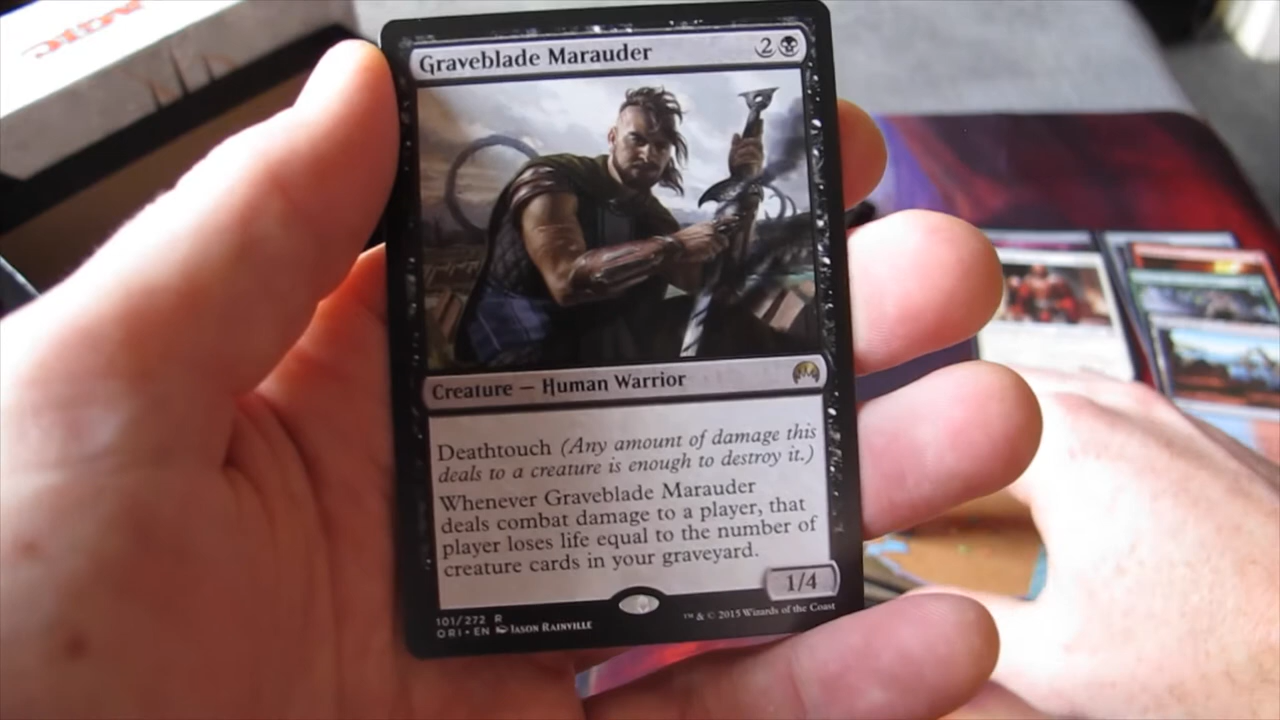 MAGIC
Graveblade Marauder 2
Creature — Human Warrior
Deathtouch (Any amount of damage this
deals to a creature is enough to destroy it.)
Whenever Graveblade Marauder
deals combat damage to a player, that
player loses life equal to the number of
creature cards in your graveyard.
1/4
101/272 R
ORI • EN Jason Rainville
™ & © 2015 Wizards of the Coast